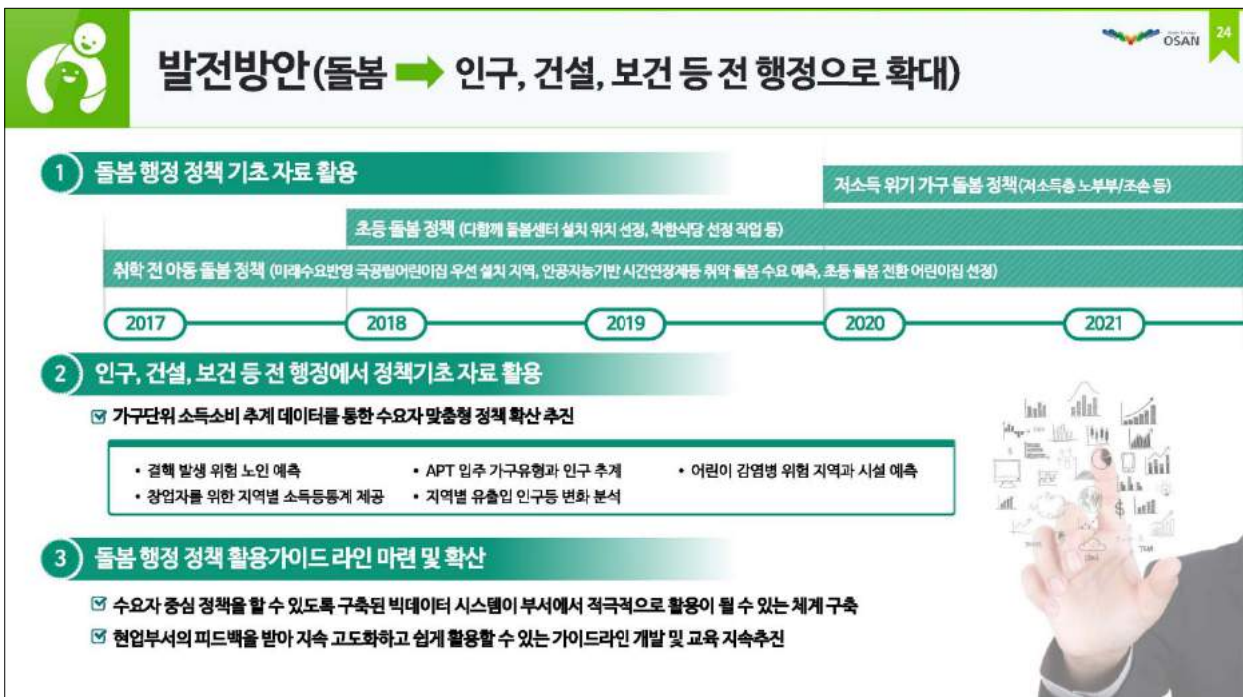 OSAN
24
발전방안(돌봄 ➡ 인구, 건설, 보건 등 전 행정으로 확대)
1 돌봄 행정 정책 기초 자료 활용
저소득 위기 가구 돌봄 정책(저소득층 노부부/조손 등)
초등 돌봄 정책 (다함께 돌봄센터 설치 위치 선정, 착한식당 선정 작업 등)
취학 전 아동 돌봄 정책 (미래수요반영 국공립어린이집 우선 설치 지역, 인공지능기반 시간연장제등 취약 돌봄 수요 예측, 초등 돌봄 전환 어린이집 선정)
2017 2018 2019 2020 2021
2 인구, 건설, 보건 등 전 행정에서 정책기초 자료 활용
가구단위 소득소비 추계 데이터를 통한 수요자 맞춤형 정책 확산 추진
• 결핵 발생 위험 노인 예측 • APT 입주 가구유형과 인구 추계 • 어린이 감염병 위험 지역과 시설 예측
• 창업자를 위한 지역별 소득등통계 제공 • 지역별 유출입 인구등 변화 분석
3 돌봄 행정 정책 활용가이드 라인 마련 및 확산
수요자 중심 정책을 할 수 있도록 구축된 빅데이터 시스템이 부서에서 적극적으로 활용이 될 수 있는 체계 구축
현업부서의 피드백을 받아 지속 고도화하고 쉽게 활용할 수 있는 가이드라인 개발 및 교육 지속추진